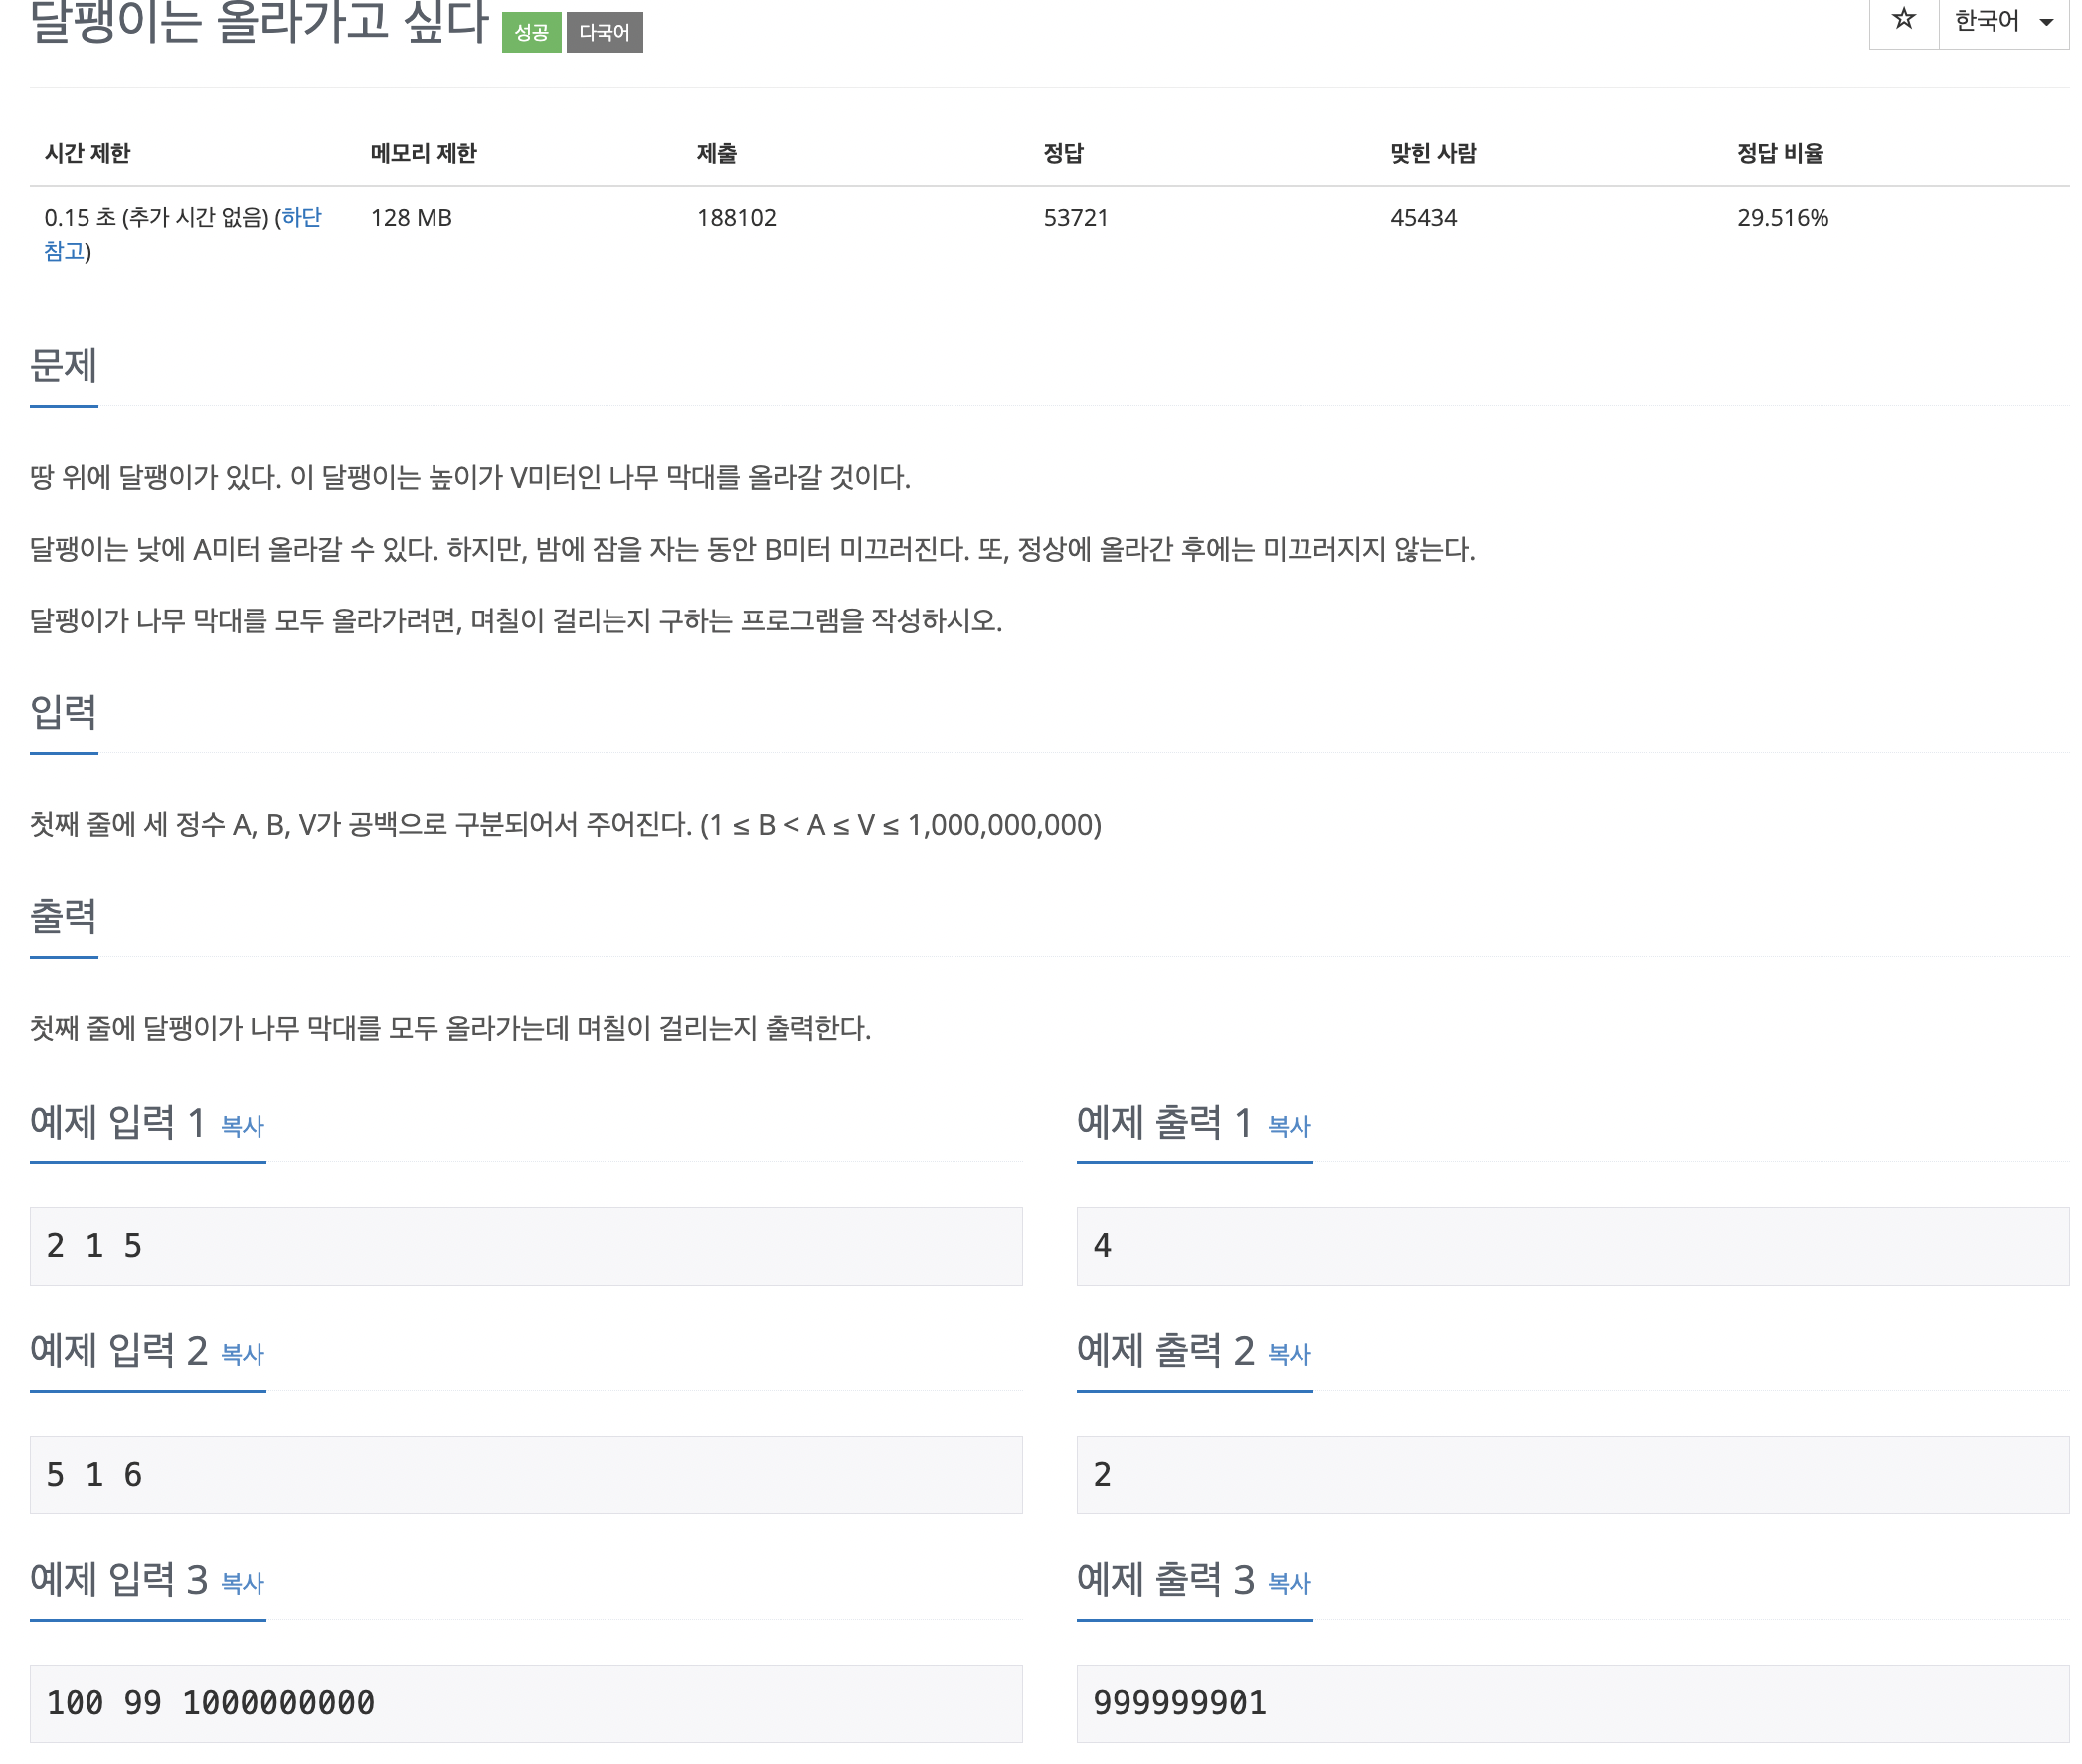 달팽이는 올라가고 싶다 성공 다국어
☆ 한국어
시간 제한 메모리 제한 제출 정답 맞힌 사람 정답 비율
0.15 초 (추가 시간 없음) (하단 128 MB 188102 53721 45434 29.516%
참고)
문제
땅 위에 달팽이가 있다. 이 달팽이는 높이가 V미터인 나무 막대를 올라갈 것이다.
달팽이는 낮에 A미터 올라갈 수 있다. 하지만, 밤에 잠을 자는 동안 B미터 미끄러진다. 또, 정상에 올라간 후에는 미끄러지지 않는다.
달팽이가 나무 막대를 모두 올라가려면, 며칠이 걸리는지 구하는 프로그램을 작성하시오.
입력
첫째 줄에 세 정수 A, B, V가 공백으로 구분되어서 주어진다. (1 ≤ B < A ≤ V ≤ 1,000,000,000)
출력
첫째 줄에 달팽이가 나무 막대를 모두 올라가는데 며칠이 걸리는지 출력한다.
예제 입력 1 복사
2 1 5
예제 출력 1 복사
4
예제 입력 2 복사
5 1 6
예제 출력 2 복사
2
예제 입력 3 복사
100 99 1000000000
예제 출력 3 복사
999999901